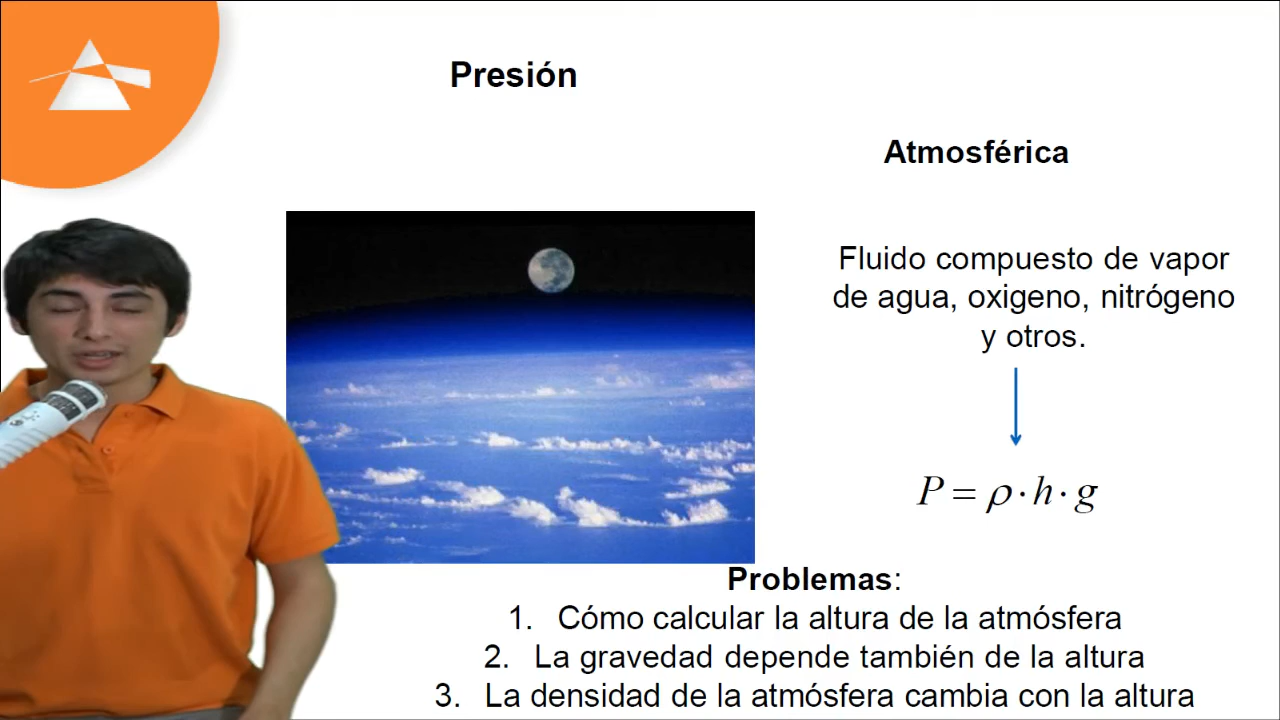 Presión
Atmosférica
Fluido compuesto de vapor
de agua, oxigeno, nitrógeno
y otros.
P = ρ · h · g
Problemas:
1. Cómo calcular la altura de la atmósfera
2. La gravedad depende también de la altura
3. La densidad de la atmósfera cambia con la altura